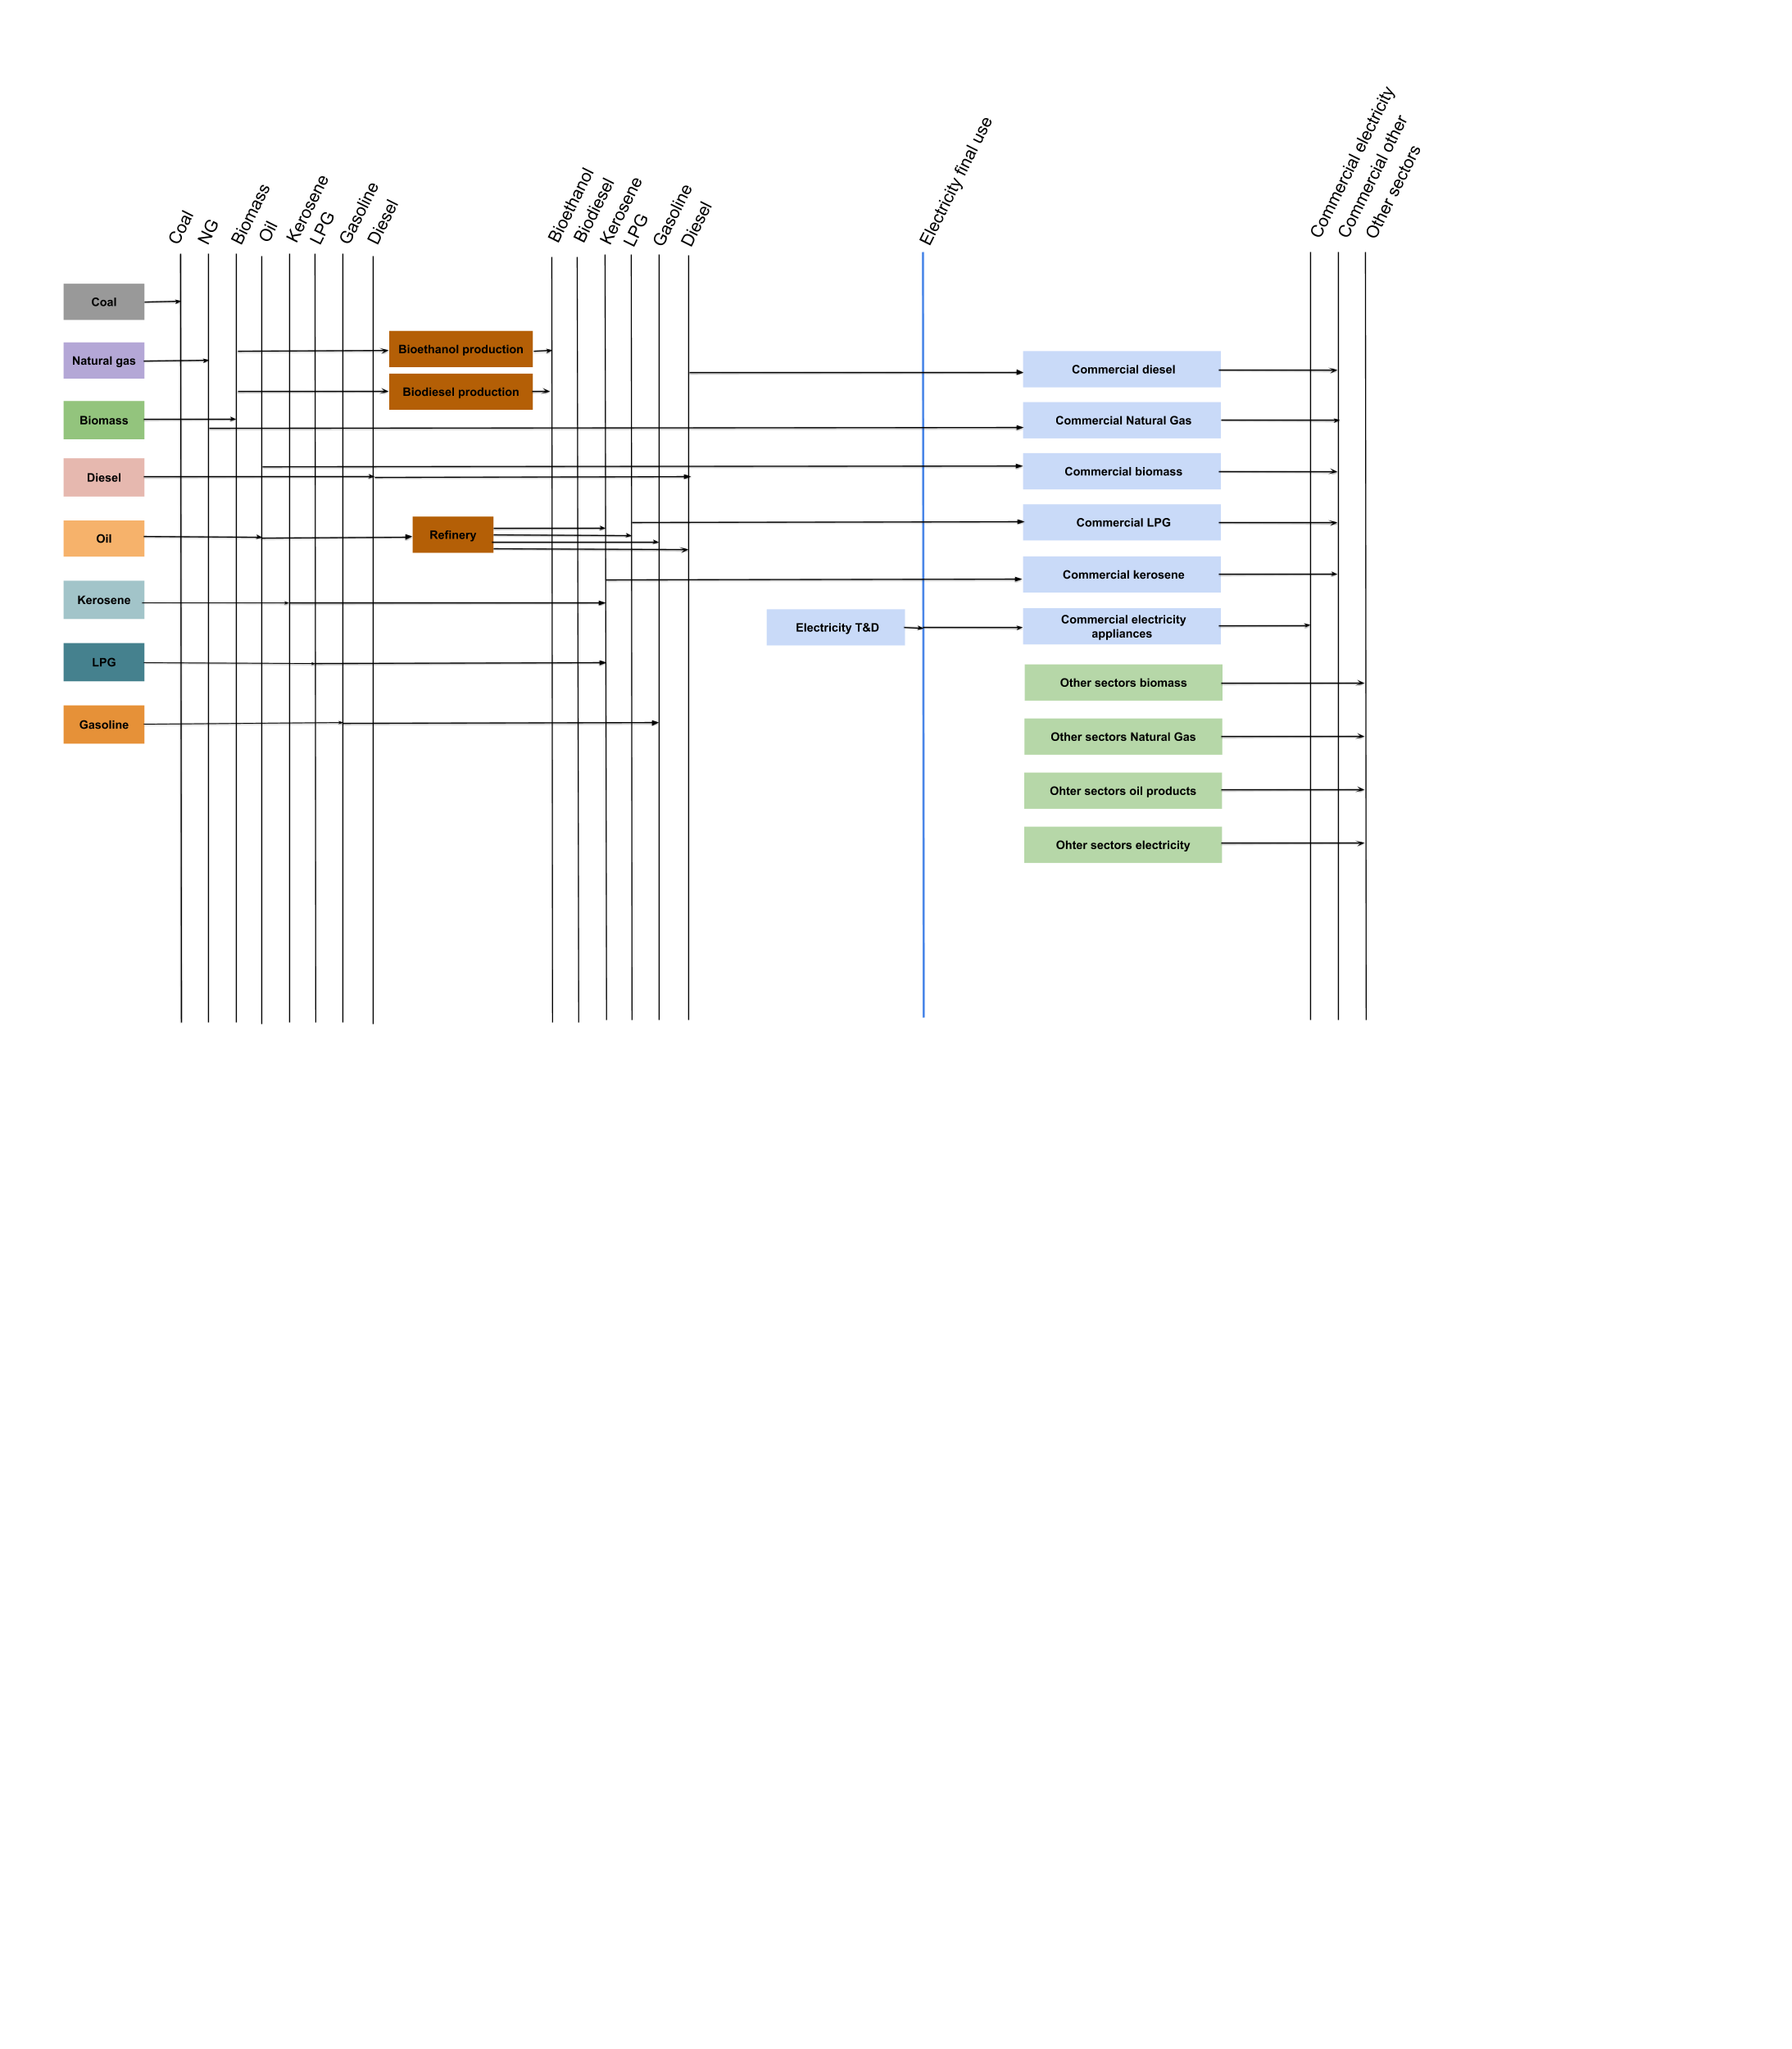 Coal
NG
Biomass
Oil
Kerosene
LPG
Gasoline
Diesel
Bioethanol
Biodiesel
Kerosene
LPG
Gasoline
Diesel
Electricity final use
Commercial electricity
Commercial other
Other sectors
Coal
Natural gas
Biomass
Diesel
Oil
Kerosene
LPG
Gasoline
Bioethanol production
Biodiesel production
Refinery
Electricity T&D
Commercial diesel
Commercial Natural Gas
Commercial biomass
Commercial LPG
Commercial kerosene
Commercial electricity
appliances
Other sectors biomass
Other sectors Natural Gas
Ohter sectors oil products
Ohter sectors electricity